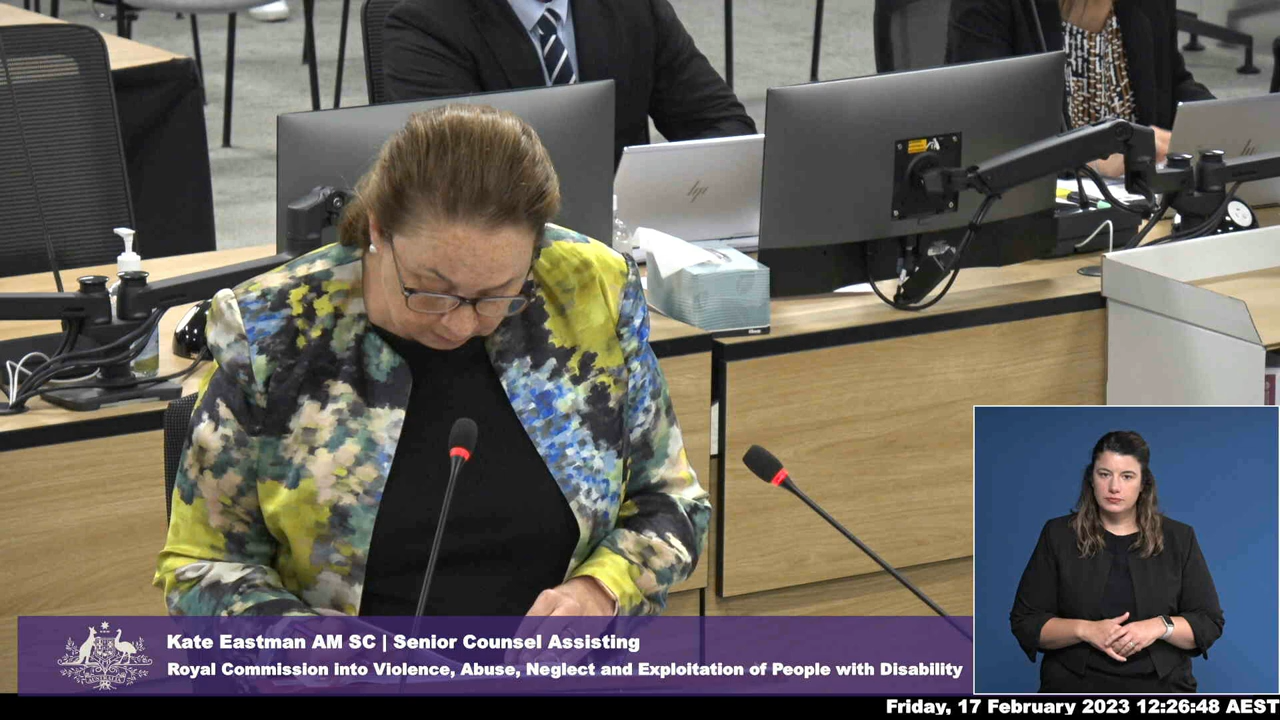 hp
Kate Eastman AM SC | Senior Counsel Assisting
Royal Commission into Violence, Abuse, Neglect and Exploitation of People with Disability
Friday, 17 February 2023 12:26:48 AEST